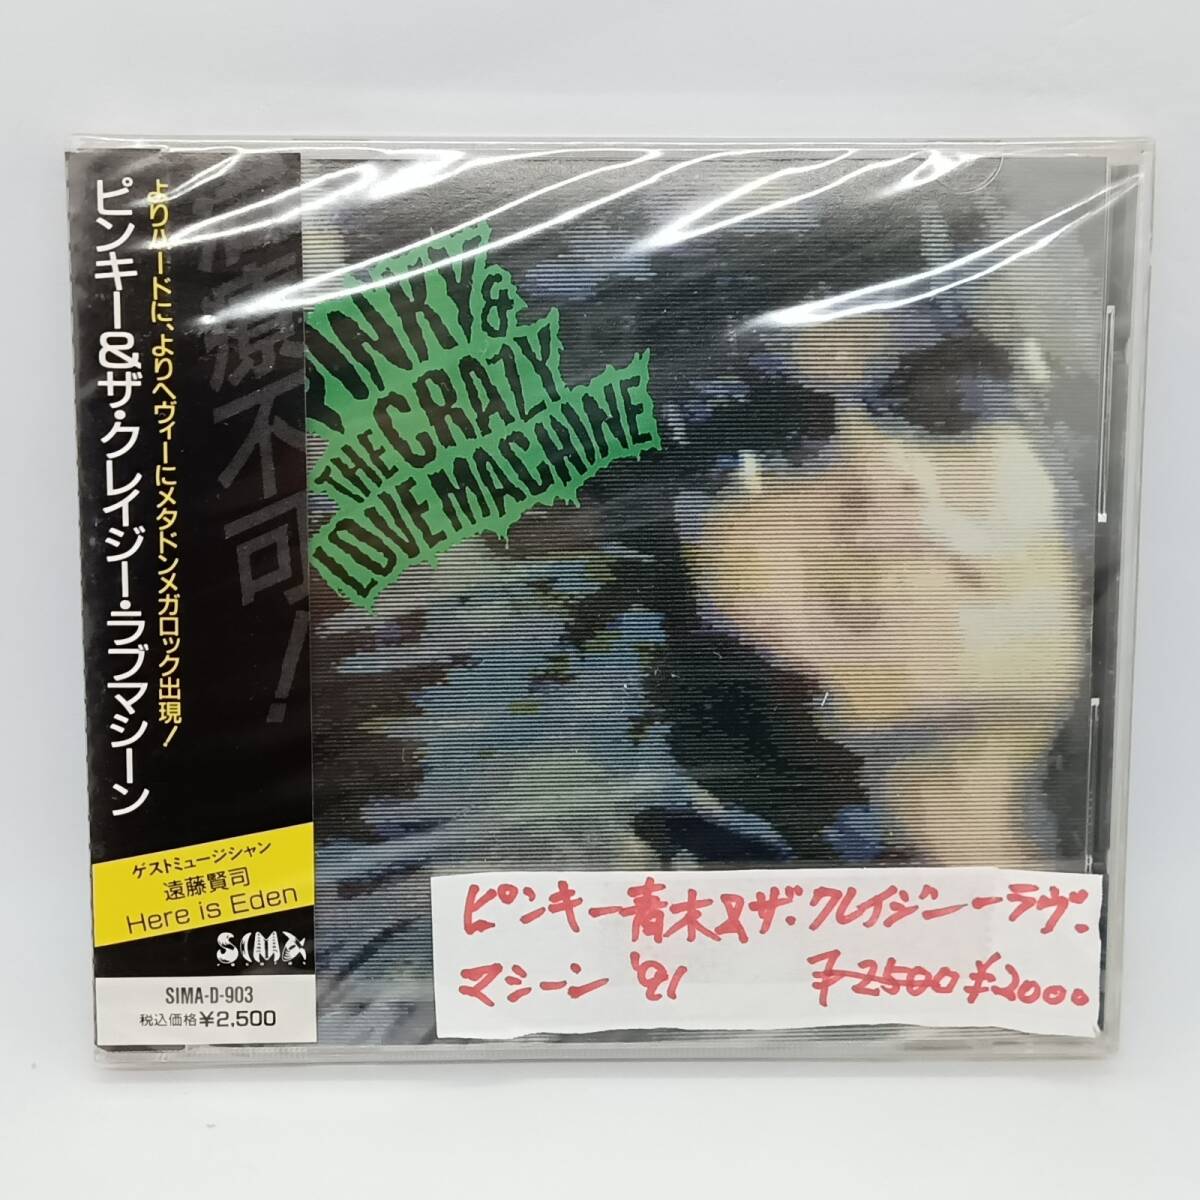 よりハードに、よりヘヴィーにメタドンメガロック出現！
ピンキー&ザ・クレイジー・ラブマシーン
不可！
ゲストミュージシャン
遠藤賢司
Here is Eden
SIMA
SIMA-D-903
税込価格¥2,500
INKY &
THE CRAZY
LOVE MACHINE
ピンキー青木&ザ・クレイジーーラヴ・
マシーン '91 ¥2500 ¥2000